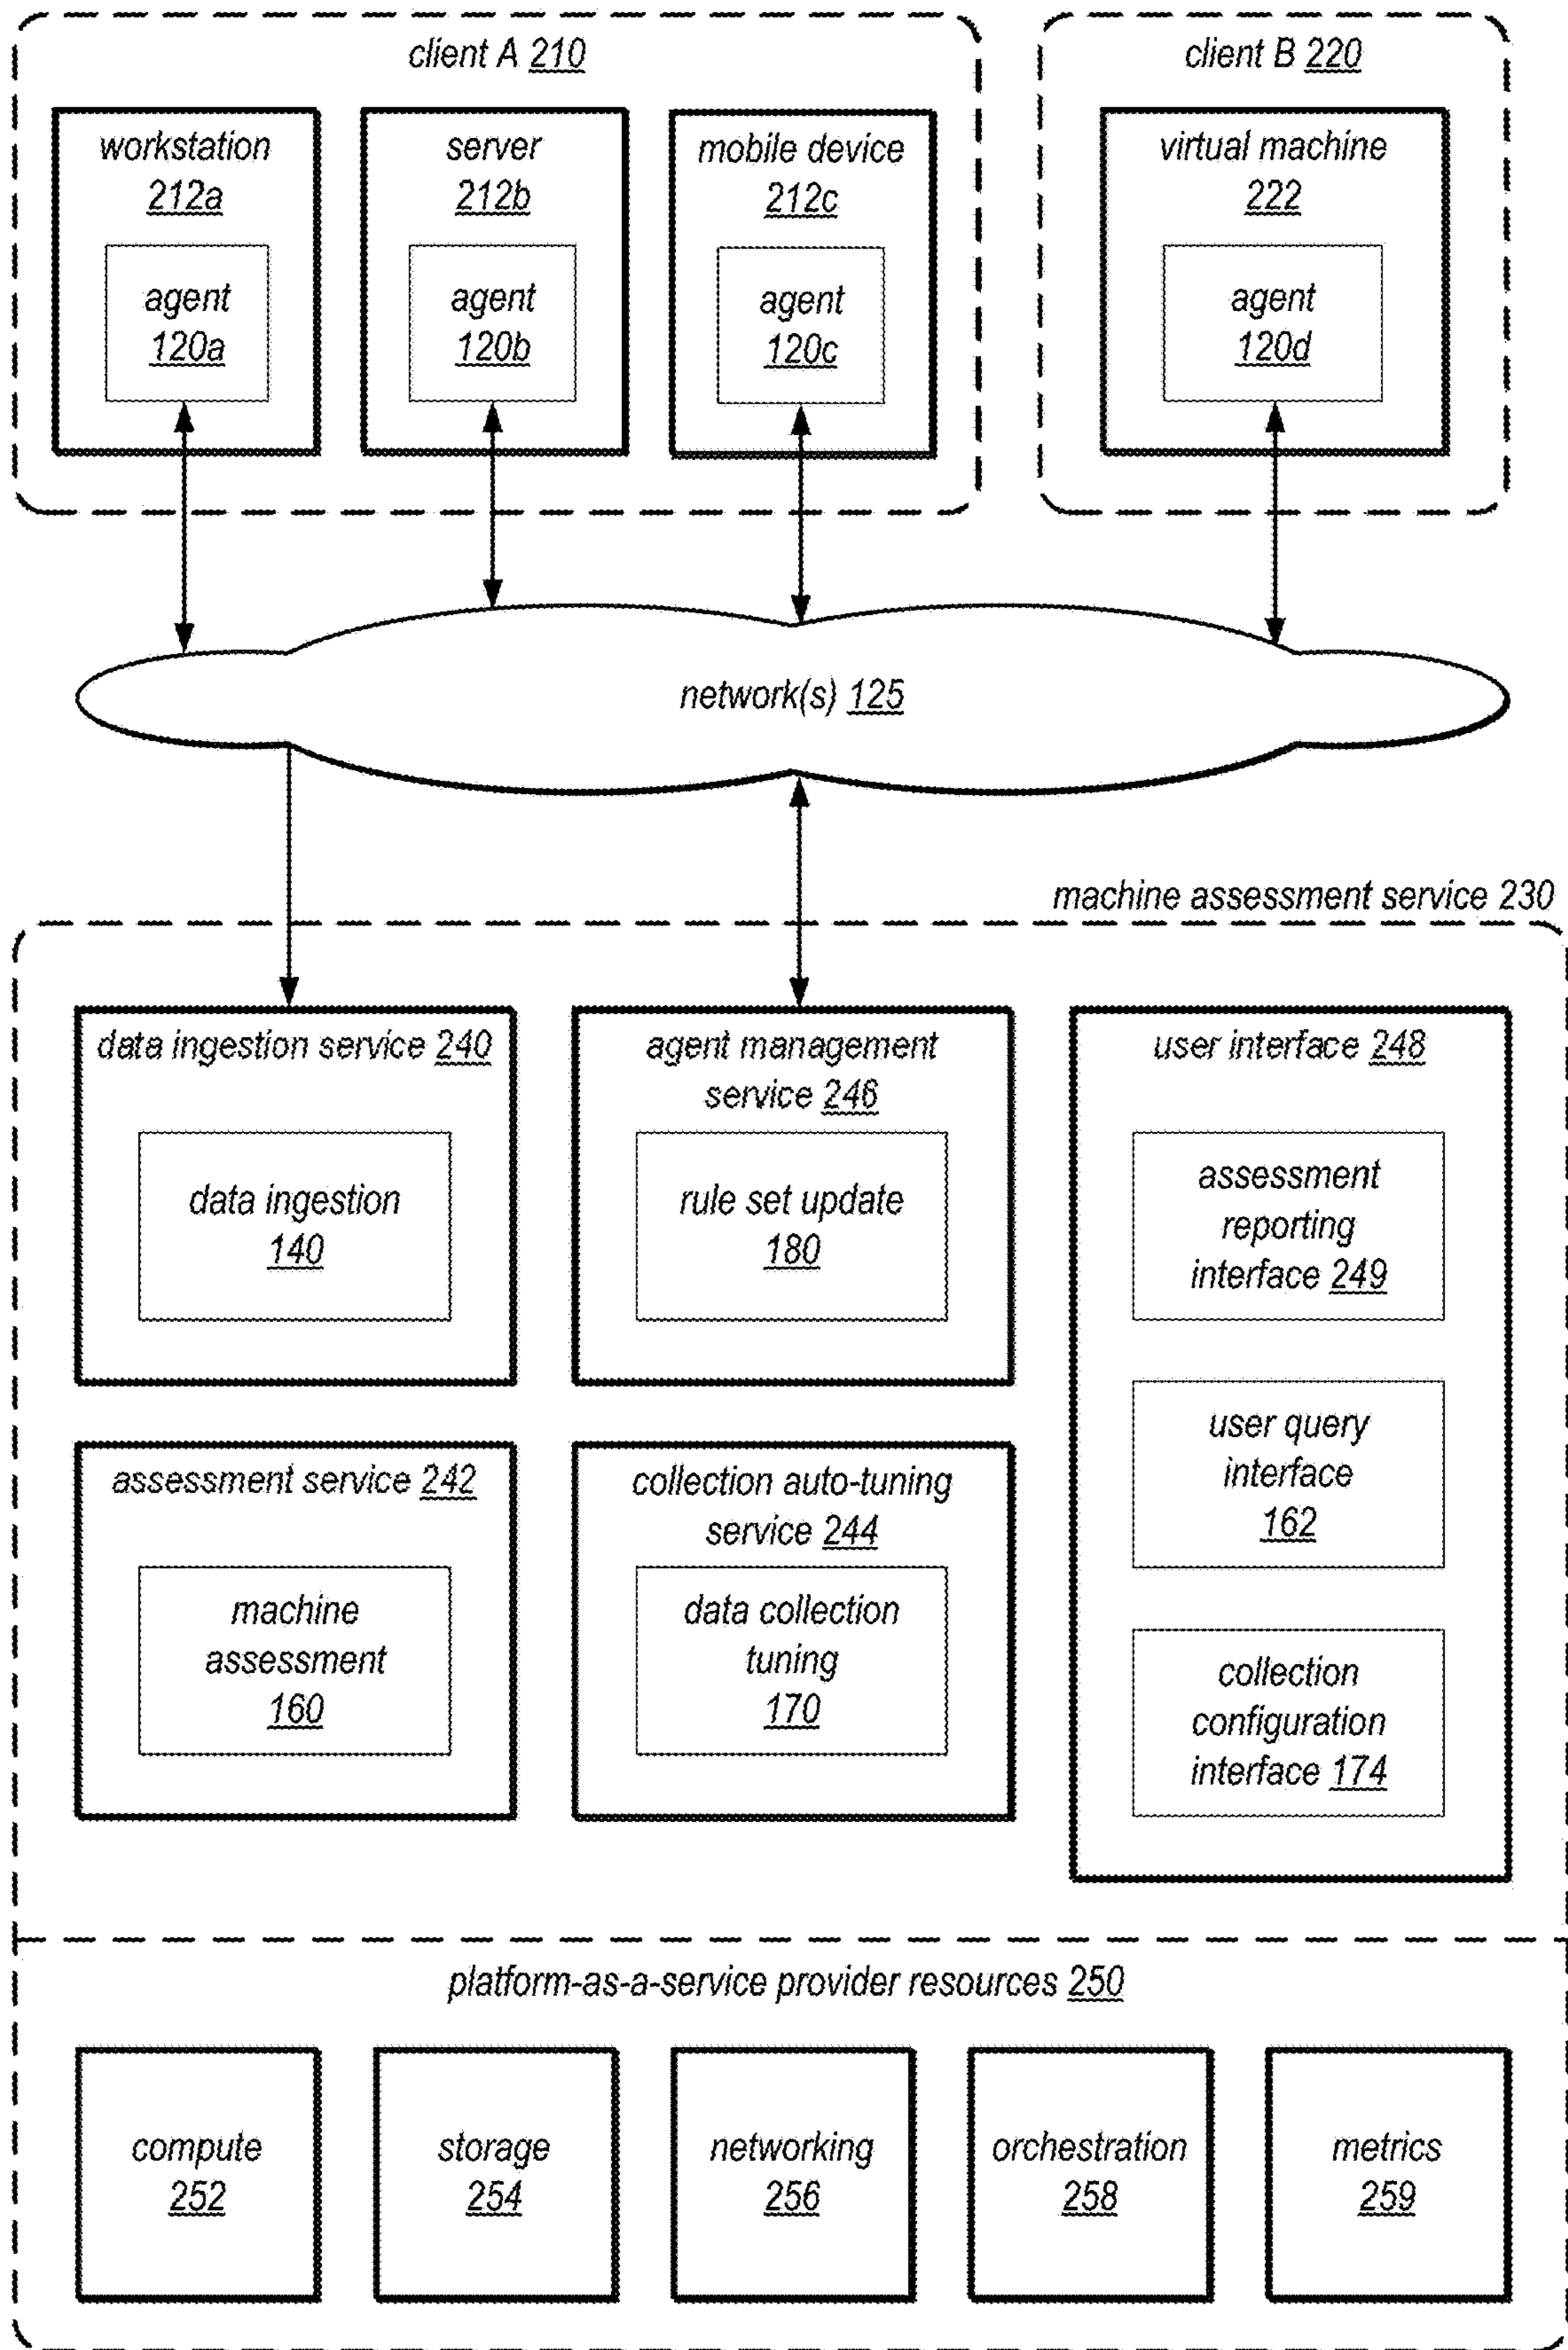 client A 210
client B 220
workstation
212a
server
212b
mobile device
212c
virtual machine
222
agent
120a
agent
120b
agent
120c
agent
120d
network(s) 125
machine assessment service 230
data ingestion service 240
data ingestion
140
agent management
service 246
rule set update
180
user interface 248
assessment
reporting
interface 249
user query
interface
162
collection
configuration
interface 174
assessment service 242
machine
assessment
160
collection auto-tuning
service 244
data collection
tuning
170
platform-as-a-service provider resources 250
compute
252
storage
254
networking
256
orchestration
258
metrics
259